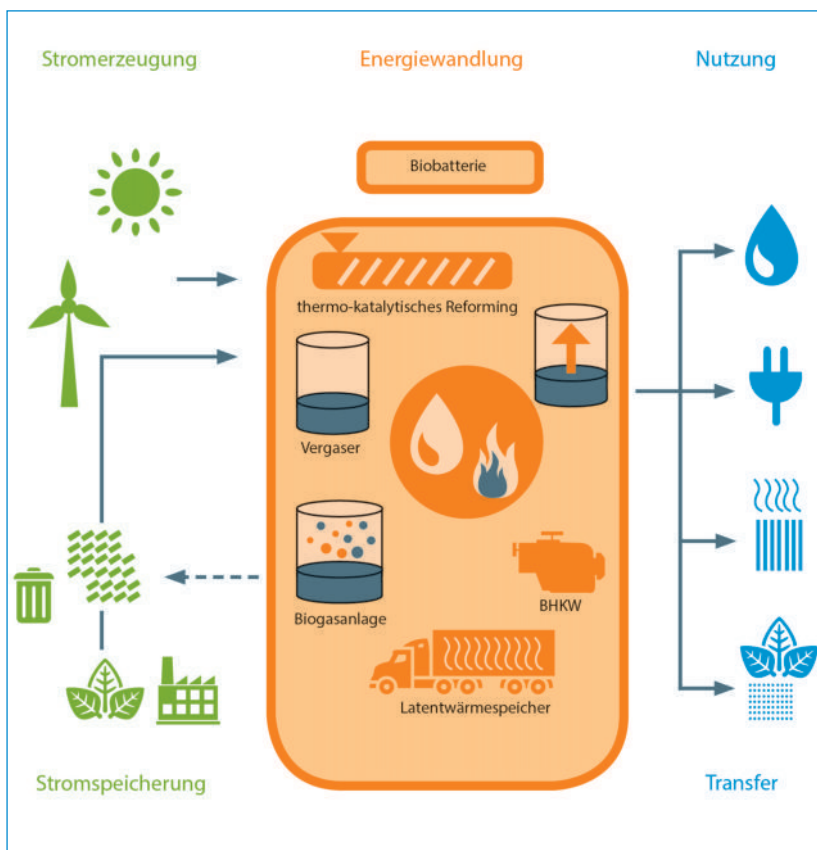 Stromerzeugung
Energiewandlung
Nutzung
Biobatterie
thermo-katalytisches Reforming
Vergaser
Biogasanlage
BHKW
Latentwärmespeicher
Stromspeicherung
Transfer